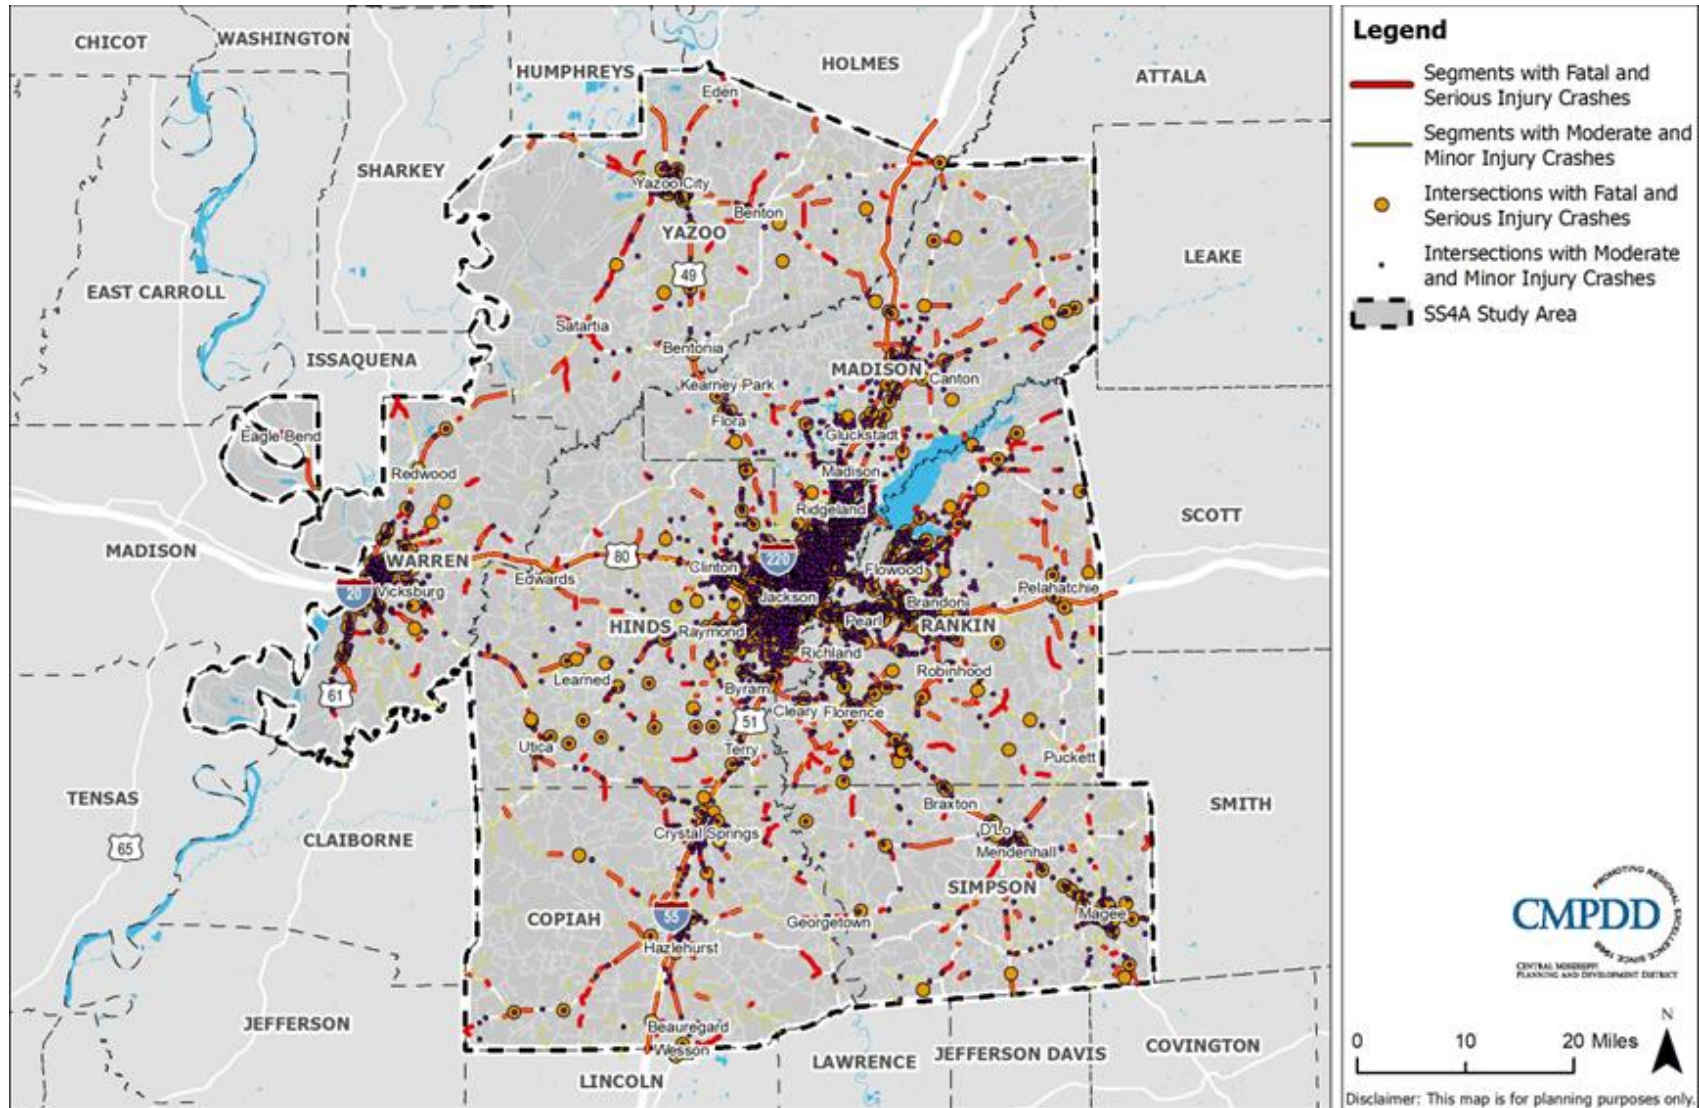 CHICOT
WASHINGTON
HUMPHREYS
HOLMES
ATTALA
Eden
SHARKEY
Yazoo City
Benton
YAZOO
LEAKE
49
EAST CARROLL
Satartia
Bentonia
ISSAQUENA
MADISON
Canton
Kearney Park
Flora
Gluckstadt
Eagle Bend
Redwood
Madison
Ridgeland
SCOTT
MADISON
WARREN
80
220
Edwards
Clinton
Flowood
20
Vicksburg
Jackson
Brandon
Pelahatchie
HINDS
Raymond
Pearl
RANKIN
Richland
Learned
Robinhood
61
Byram
Cleary
Florence
51
Utica
Terry
Puckett
TENSAS
Braxton
SMITH
65
CLAIBORNE
Crystal Springs
D'Lo
Mendenhall
SIMPSON
COPIAH
55
Georgetown
Magee
Hazlehurst
JEFFERSON
Beauregard
Wesson
LINCOLN
LAWRENCE
JEFFERSON DAVIS
COVINGTON
Legend
Segments with Fatal and
Serious Injury Crashes
Segments with Moderate and
Minor Injury Crashes
Intersections with Fatal and
Serious Injury Crashes
Intersections with Moderate
and Minor Injury Crashes
SS4A Study Area
PROMOTING REGIONAL EXCELLENCE SINCE 1968
CMPDD
CENTRAL MISSISSIPPI
PLANNING AND DEVELOPMENT DISTRICT
N
0 10 20 Miles
Disclaimer: This map is for planning purposes only.